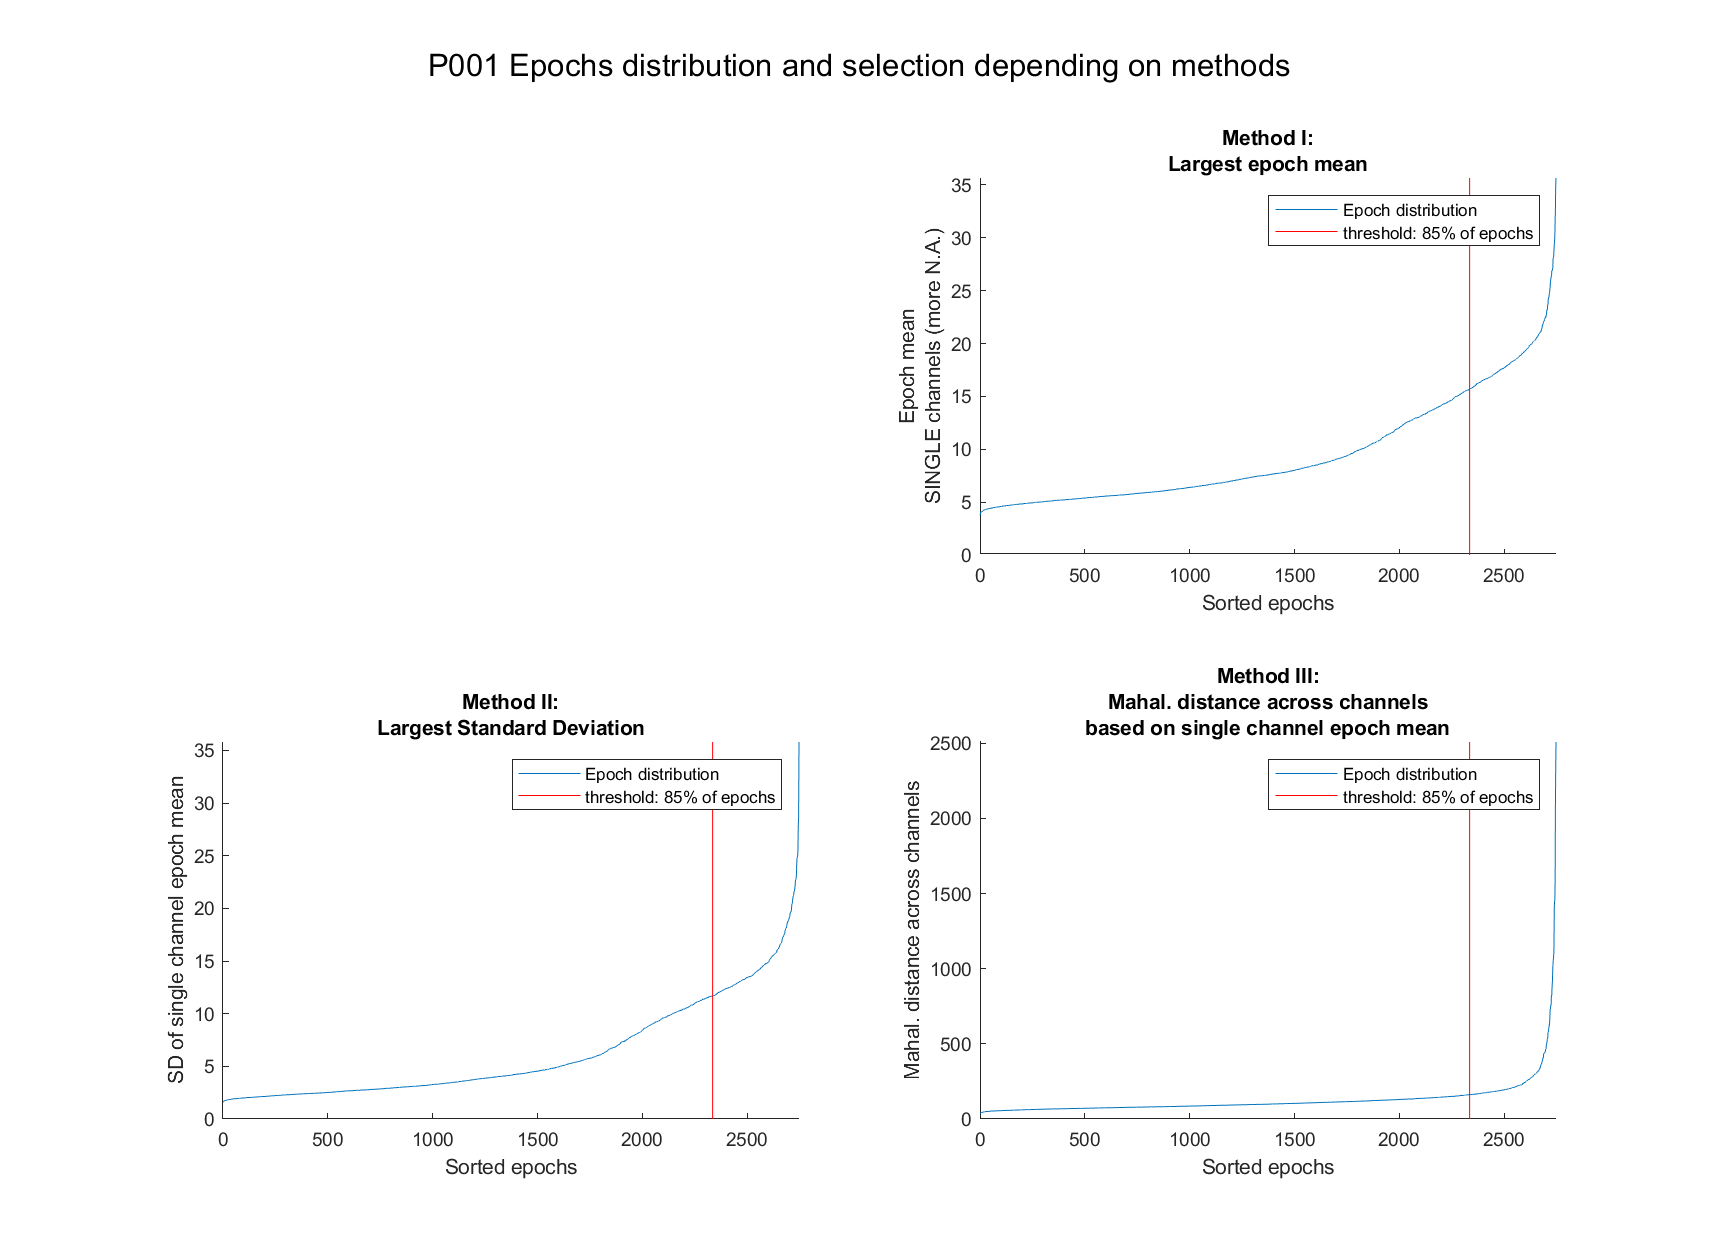 P001 Epochs distribution and selection depending on methods
Method I:
Largest epoch mean
Epoch mean
SINGLE channels (more N.A.)
35
30
25
20
15
10
5
0
Epoch distribution
threshold: 85% of epochs
0 500 1000 1500 2000 2500
Sorted epochs
Method II:
Largest Standard Deviation
SD of single channel epoch mean
35
30
25
20
15
10
5
0
Epoch distribution
threshold: 85% of epochs
0 500 1000 1500 2000 2500
Sorted epochs
Method III:
Mahal. distance across channels
based on single channel epoch mean
Mahal. distance across channels
2500
2000
1500
1000
500
0
Epoch distribution
threshold: 85% of epochs
0 500 1000 1500 2000 2500
Sorted epochs